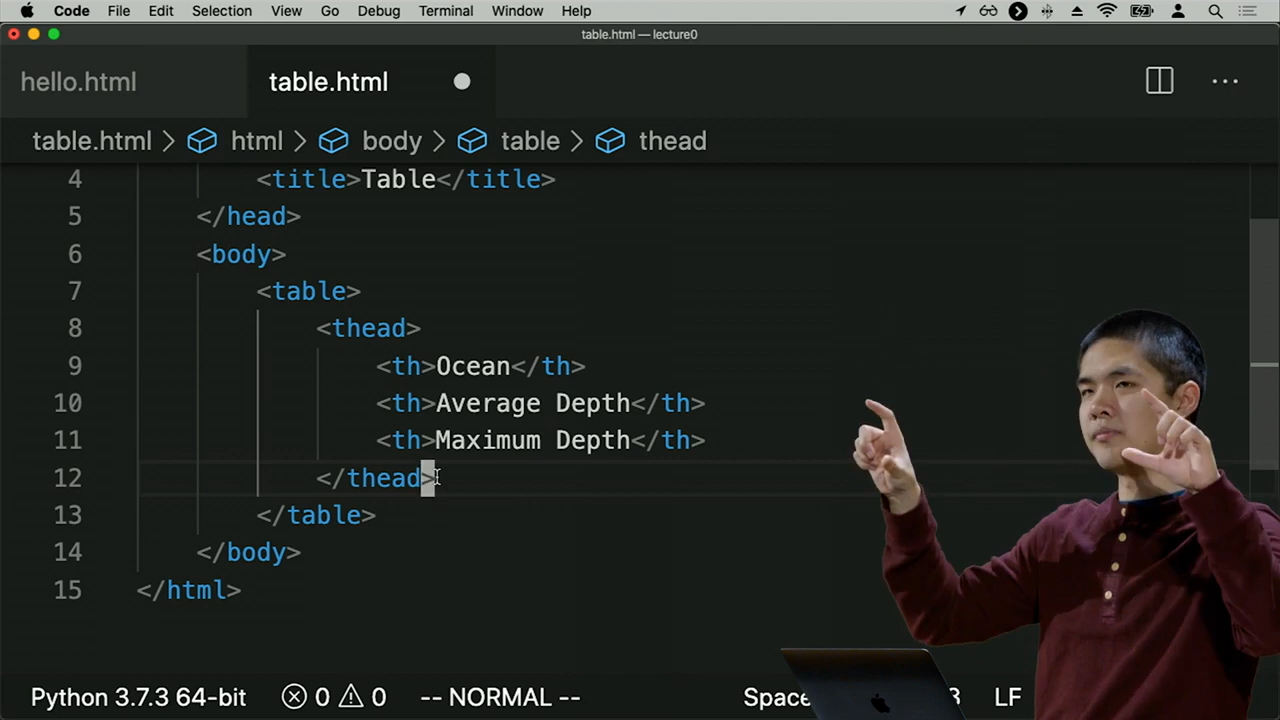 Code File Edit Selection View Go Debug Terminal Window Help
table.html — lecture0
hello.html table.html
table.html > html > body > table > thead
4 <title>Table</title>
5 </head>
6 <body>
7 <table>
8 <thead>
9 <th>Ocean</th>
10 <th>Average Depth</th>
11 <th>Maximum Depth</th>
12 </thead>
13 </table>
14 </body>
15 </html>
Python 3.7.3 64-bit 0 0 -- NORMAL -- LF